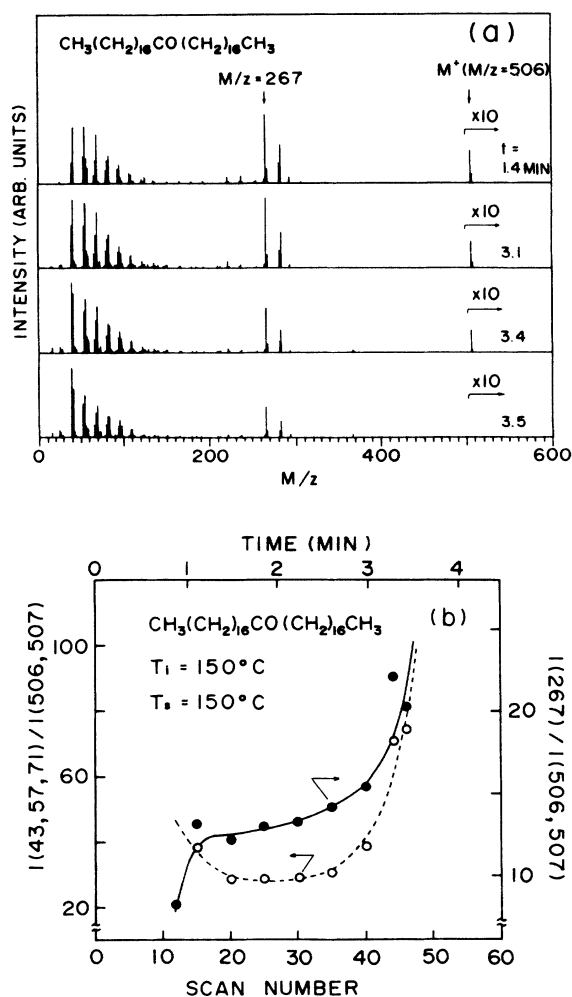 (a)
CH₃(CH₂)₁₆CO(CH₂)₁₆CH₃
M/z=267
M⁺(M/z=506)
x10
t =
1.4 MIN
x10
3.1
x10
3.4
x10
3.5
INTENSITY (ARB. UNITS)
0 200 400 600
M/z
TIME (MIN)
0 1 2 3 4
CH₃(CH₂)₁₆CO(CH₂)₁₆CH₃ (b)
Tᵢ = 150°C
Tₛ = 150°C
100
60
20
20
10
I(43,57,71)/I(506,507)
I(267)/I(506,507)
0 10 20 30 40 50 60
SCAN NUMBER